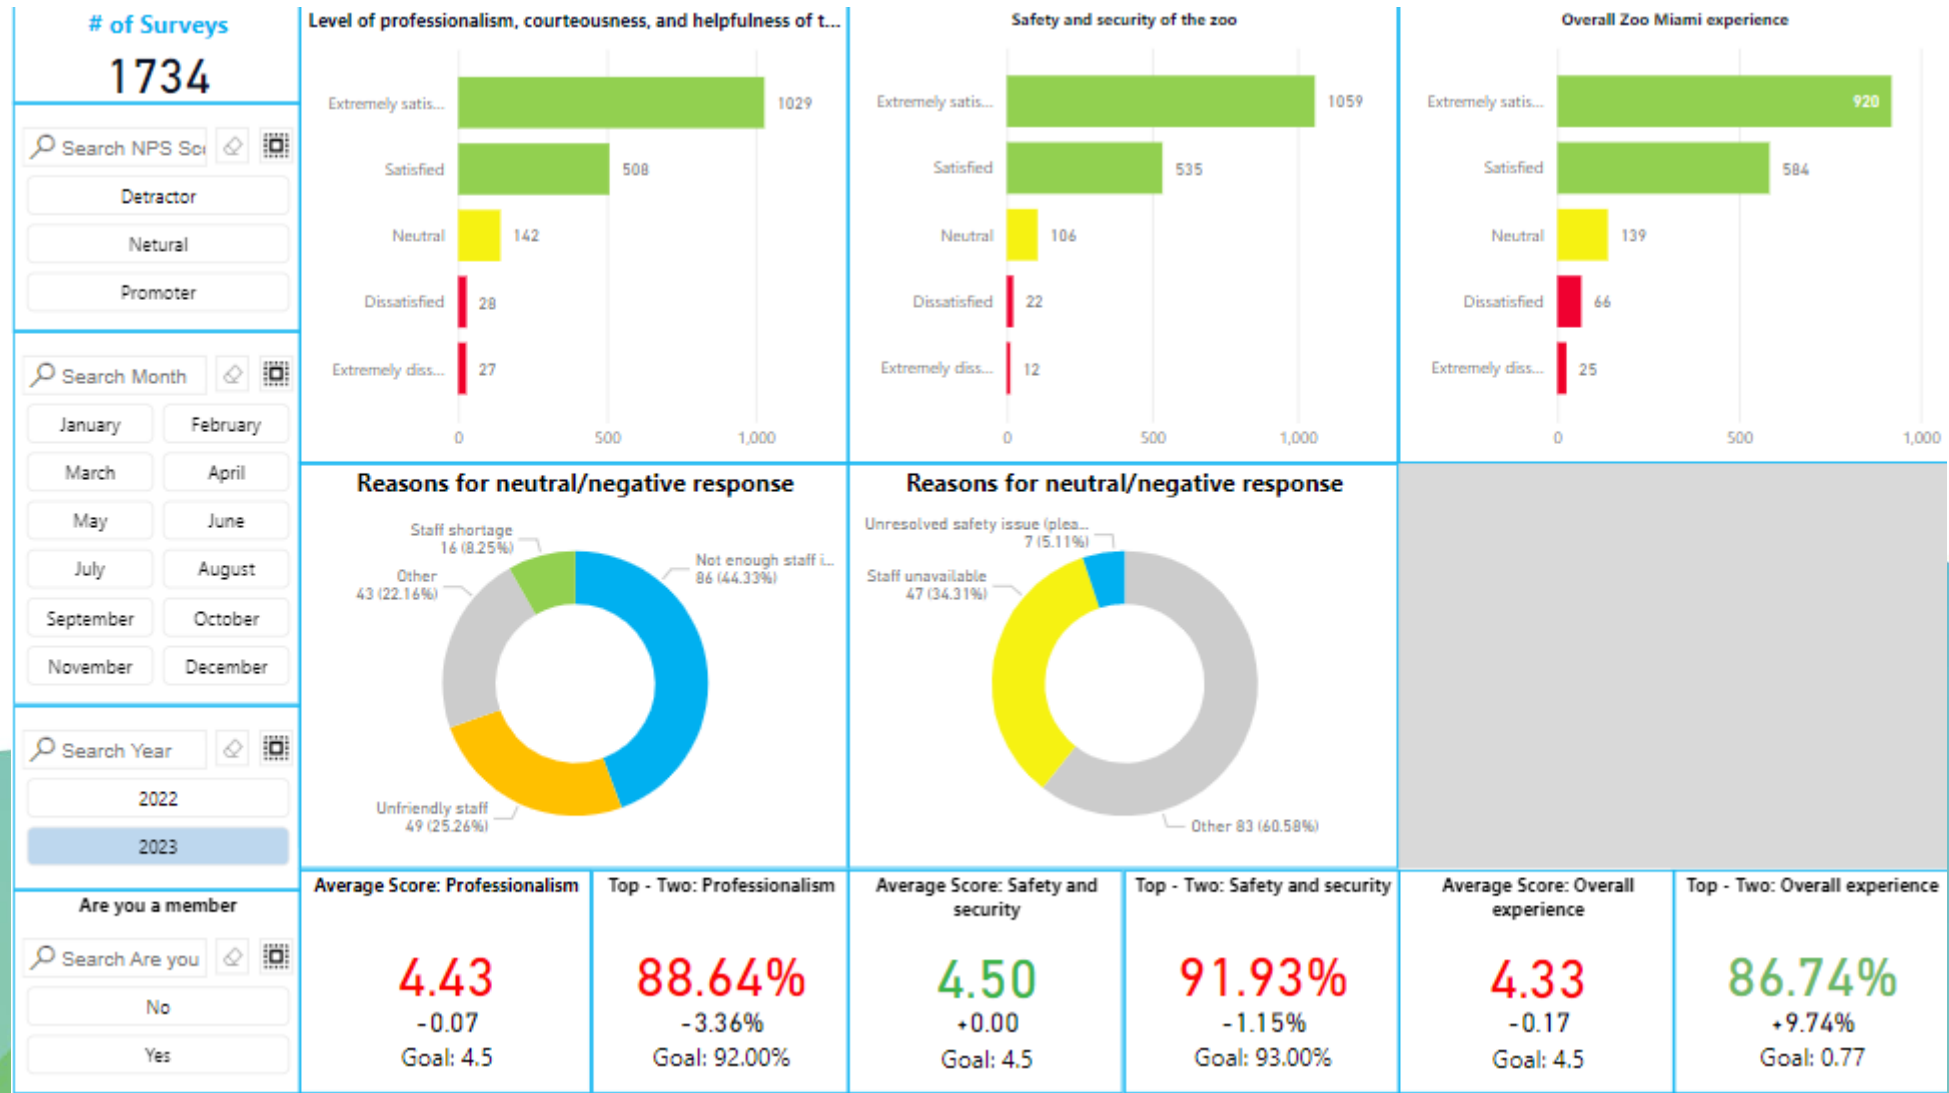 # of Surveys
1734
Search NPS Sc
Detractor
Netural
Promoter
Search Month
January
February
March
April
May
June
July
August
September
October
November
December
Search Year
2022
2023
Are you a member
Search Are you
No
Yes
Level of professionalism, courteousness, and helpfulness of t...
Extremely satis...
1029
Satisfied
508
Neutral
142
Dissatisfied
28
Extremely diss...
27
0
500
1,000
Safety and security of the zoo
Extremely satis...
1059
Satisfied
535
Neutral
106
Dissatisfied
22
Extremely diss...
12
0
500
1,000
Overall Zoo Miami experience
Extremely satis...
920
Satisfied
584
Neutral
139
Dissatisfied
66
Extremely diss...
25
0
500
1,000
Reasons for neutral/negative response
Staff shortage
16 (8.25%)
Not enough staff i...
86 (44.33%)
Other
43 (22.16%)
Unfriendly staff
49 (25.26%)
Reasons for neutral/negative response
Unresolved safety issue (plea...
7 (5.11%)
Staff unavailable
47 (34.31%)
Other 83 (60.58%)
Average Score: Professionalism
4.43
-0.07
Goal: 4.5
Top - Two: Professionalism
88.64%
-3.36%
Goal: 92.00%
Average Score: Safety and
security
4.50
+0.00
Goal: 4.5
Top - Two: Safety and security
91.93%
-1.15%
Goal: 93.00%
Average Score: Overall
experience
4.33
-0.17
Goal: 4.5
Top - Two: Overall experience
86.74%
+9.74%
Goal: 0.77